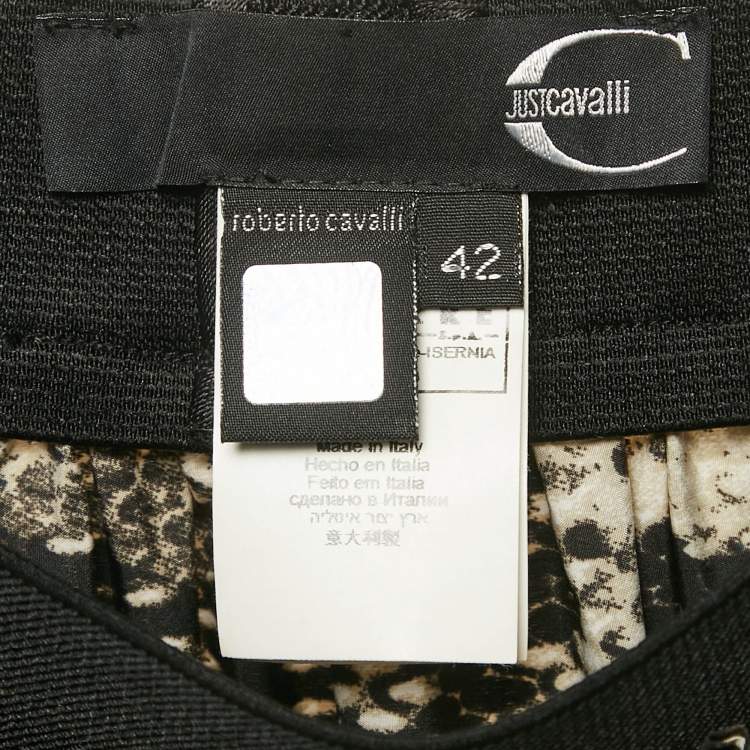 JUSTcavalli
roberto cavalli
42
S.p.A.
-ISERNIA
Made in Italy
Hecho en Italia
Feito em Italia
сделано в Италии
ארץ יצור איטליה
意大利製